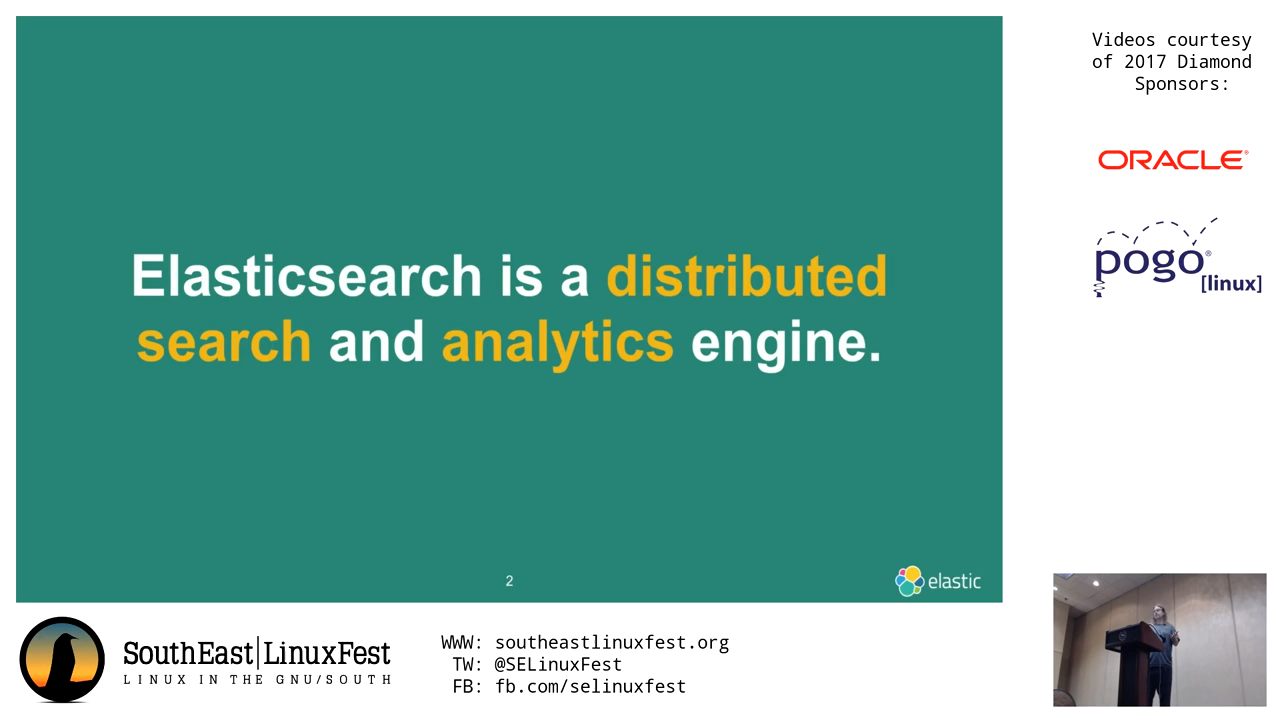 Elasticsearch is a distributed
search and analytics engine.
2
elastic
Videos courtesy
of 2017 Diamond
Sponsors:
ORACLE®
pogo®
[linux]
SouthEast|LinuxFest
LINUX IN THE GNU/SOUTH
WWW: southeastlinuxfest.org
TW: @SELinuxFest
FB: fb.com/selinuxfest